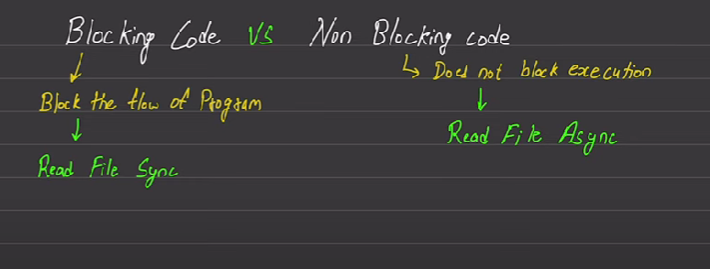 Blocking Code VS Non Blocking code
Does not block execution
Block the flow of Program
Read File Async
Read File Sync